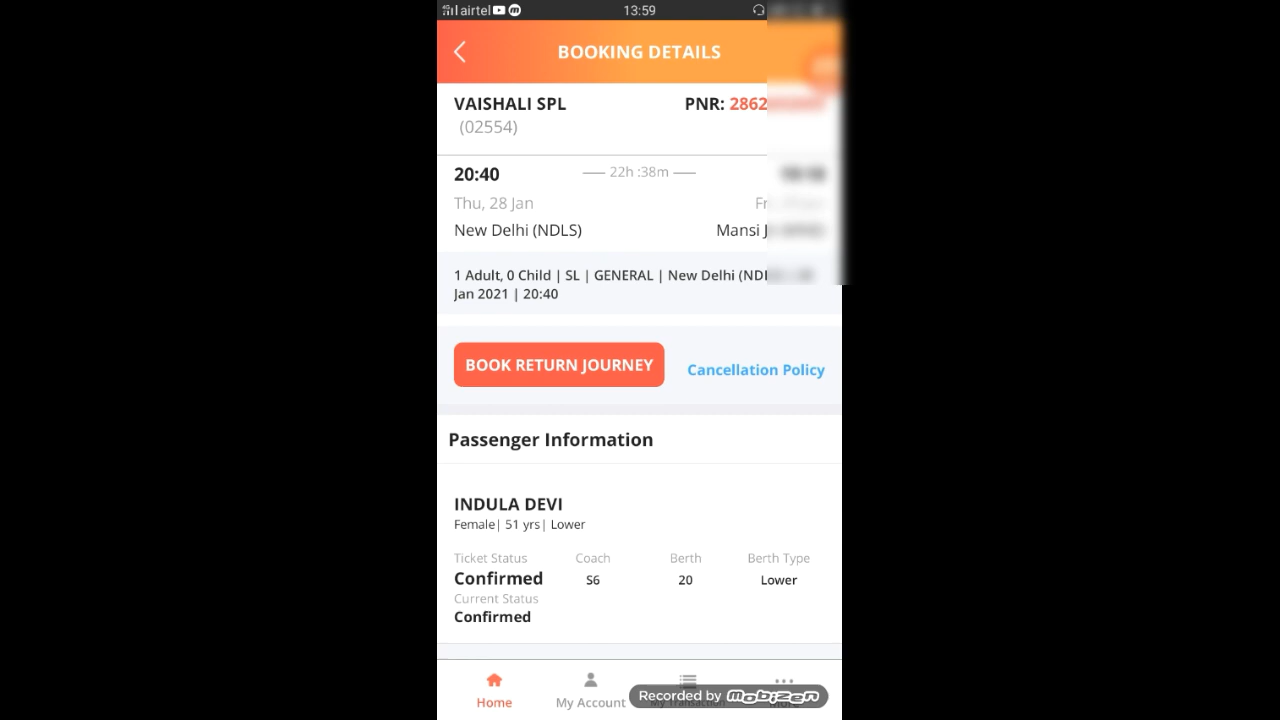 airtel 13:59
BOOKING DETAILS
VAISHALI SPL PNR: 2862
(02554)
20:40 22h :38m
Thu, 28 Jan
New Delhi (NDLS) Mansi
1 Adult, 0 Child | SL | GENERAL | New Delhi
Jan 2021 | 20:40
BOOK RETURN JOURNEY Cancellation Policy
Passenger Information
INDULA DEVI
Female| 51 yrs| Lower
Ticket Status Coach Berth Berth Type
Confirmed S6 20 Lower
Current Status
Confirmed
Home My Account
Recorded by mobizen